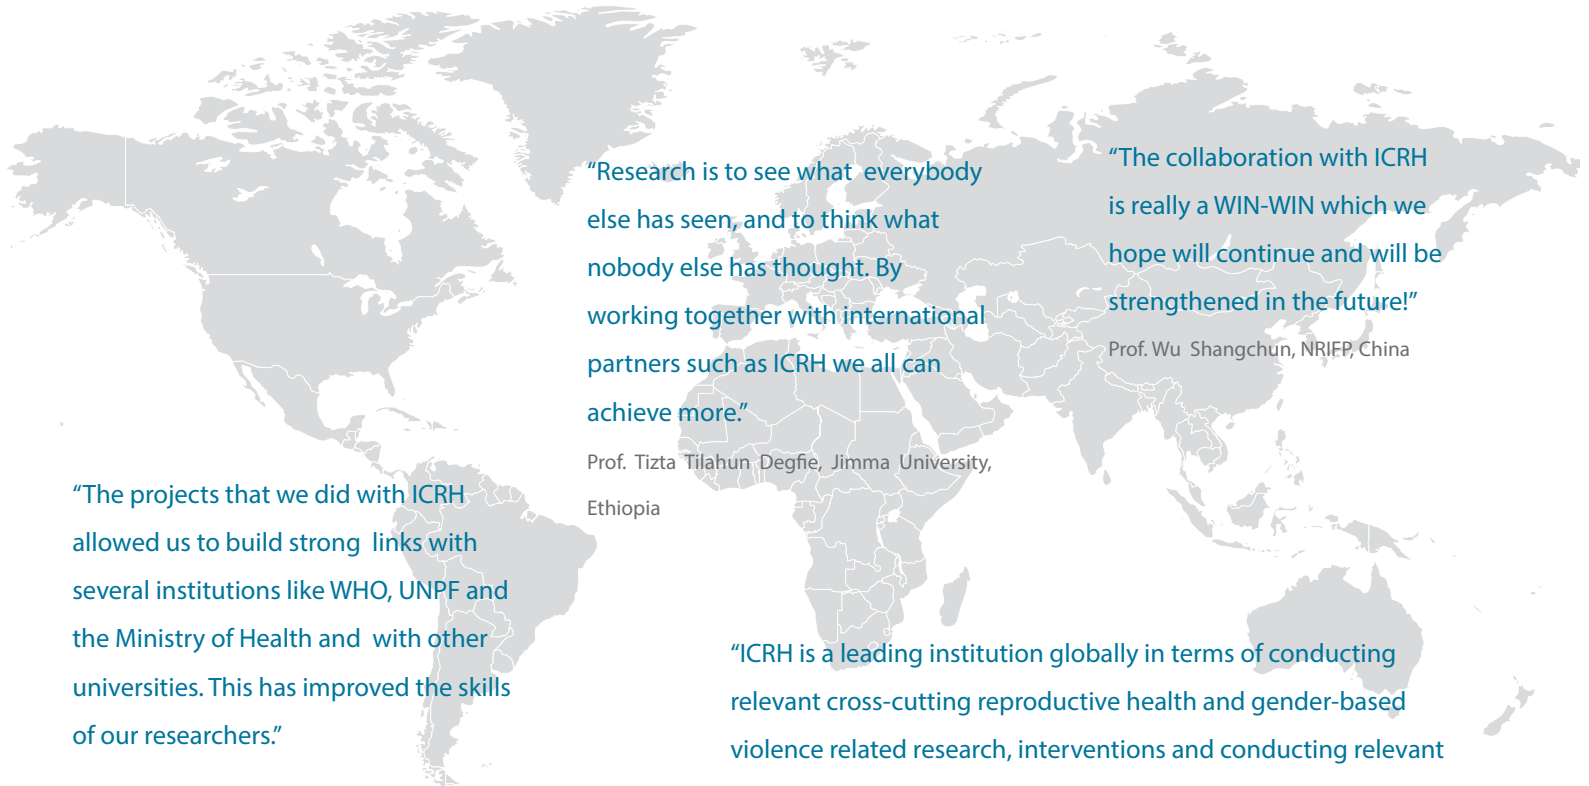 “Research is to see what everybody
else has seen, and to think what
nobody else has thought. By
working together with international
partners such as ICRH we all can
achieve more.”
Prof. Tizta Tilahun Degfie, Jimma University,
Ethiopia
“The collaboration with ICRH
is really a WIN-WIN which we
hope will continue and will be
strengthened in the future!”
Prof. Wu Shangchun, NRIFP, China
“The projects that we did with ICRH
allowed us to build strong links with
several institutions like WHO, UNPF and
the Ministry of Health and with other
universities. This has improved the skills
of our researchers.”
“ICRH is a leading institution globally in terms of conducting
relevant cross-cutting reproductive health and gender-based
violence related research, interventions and conducting relevant